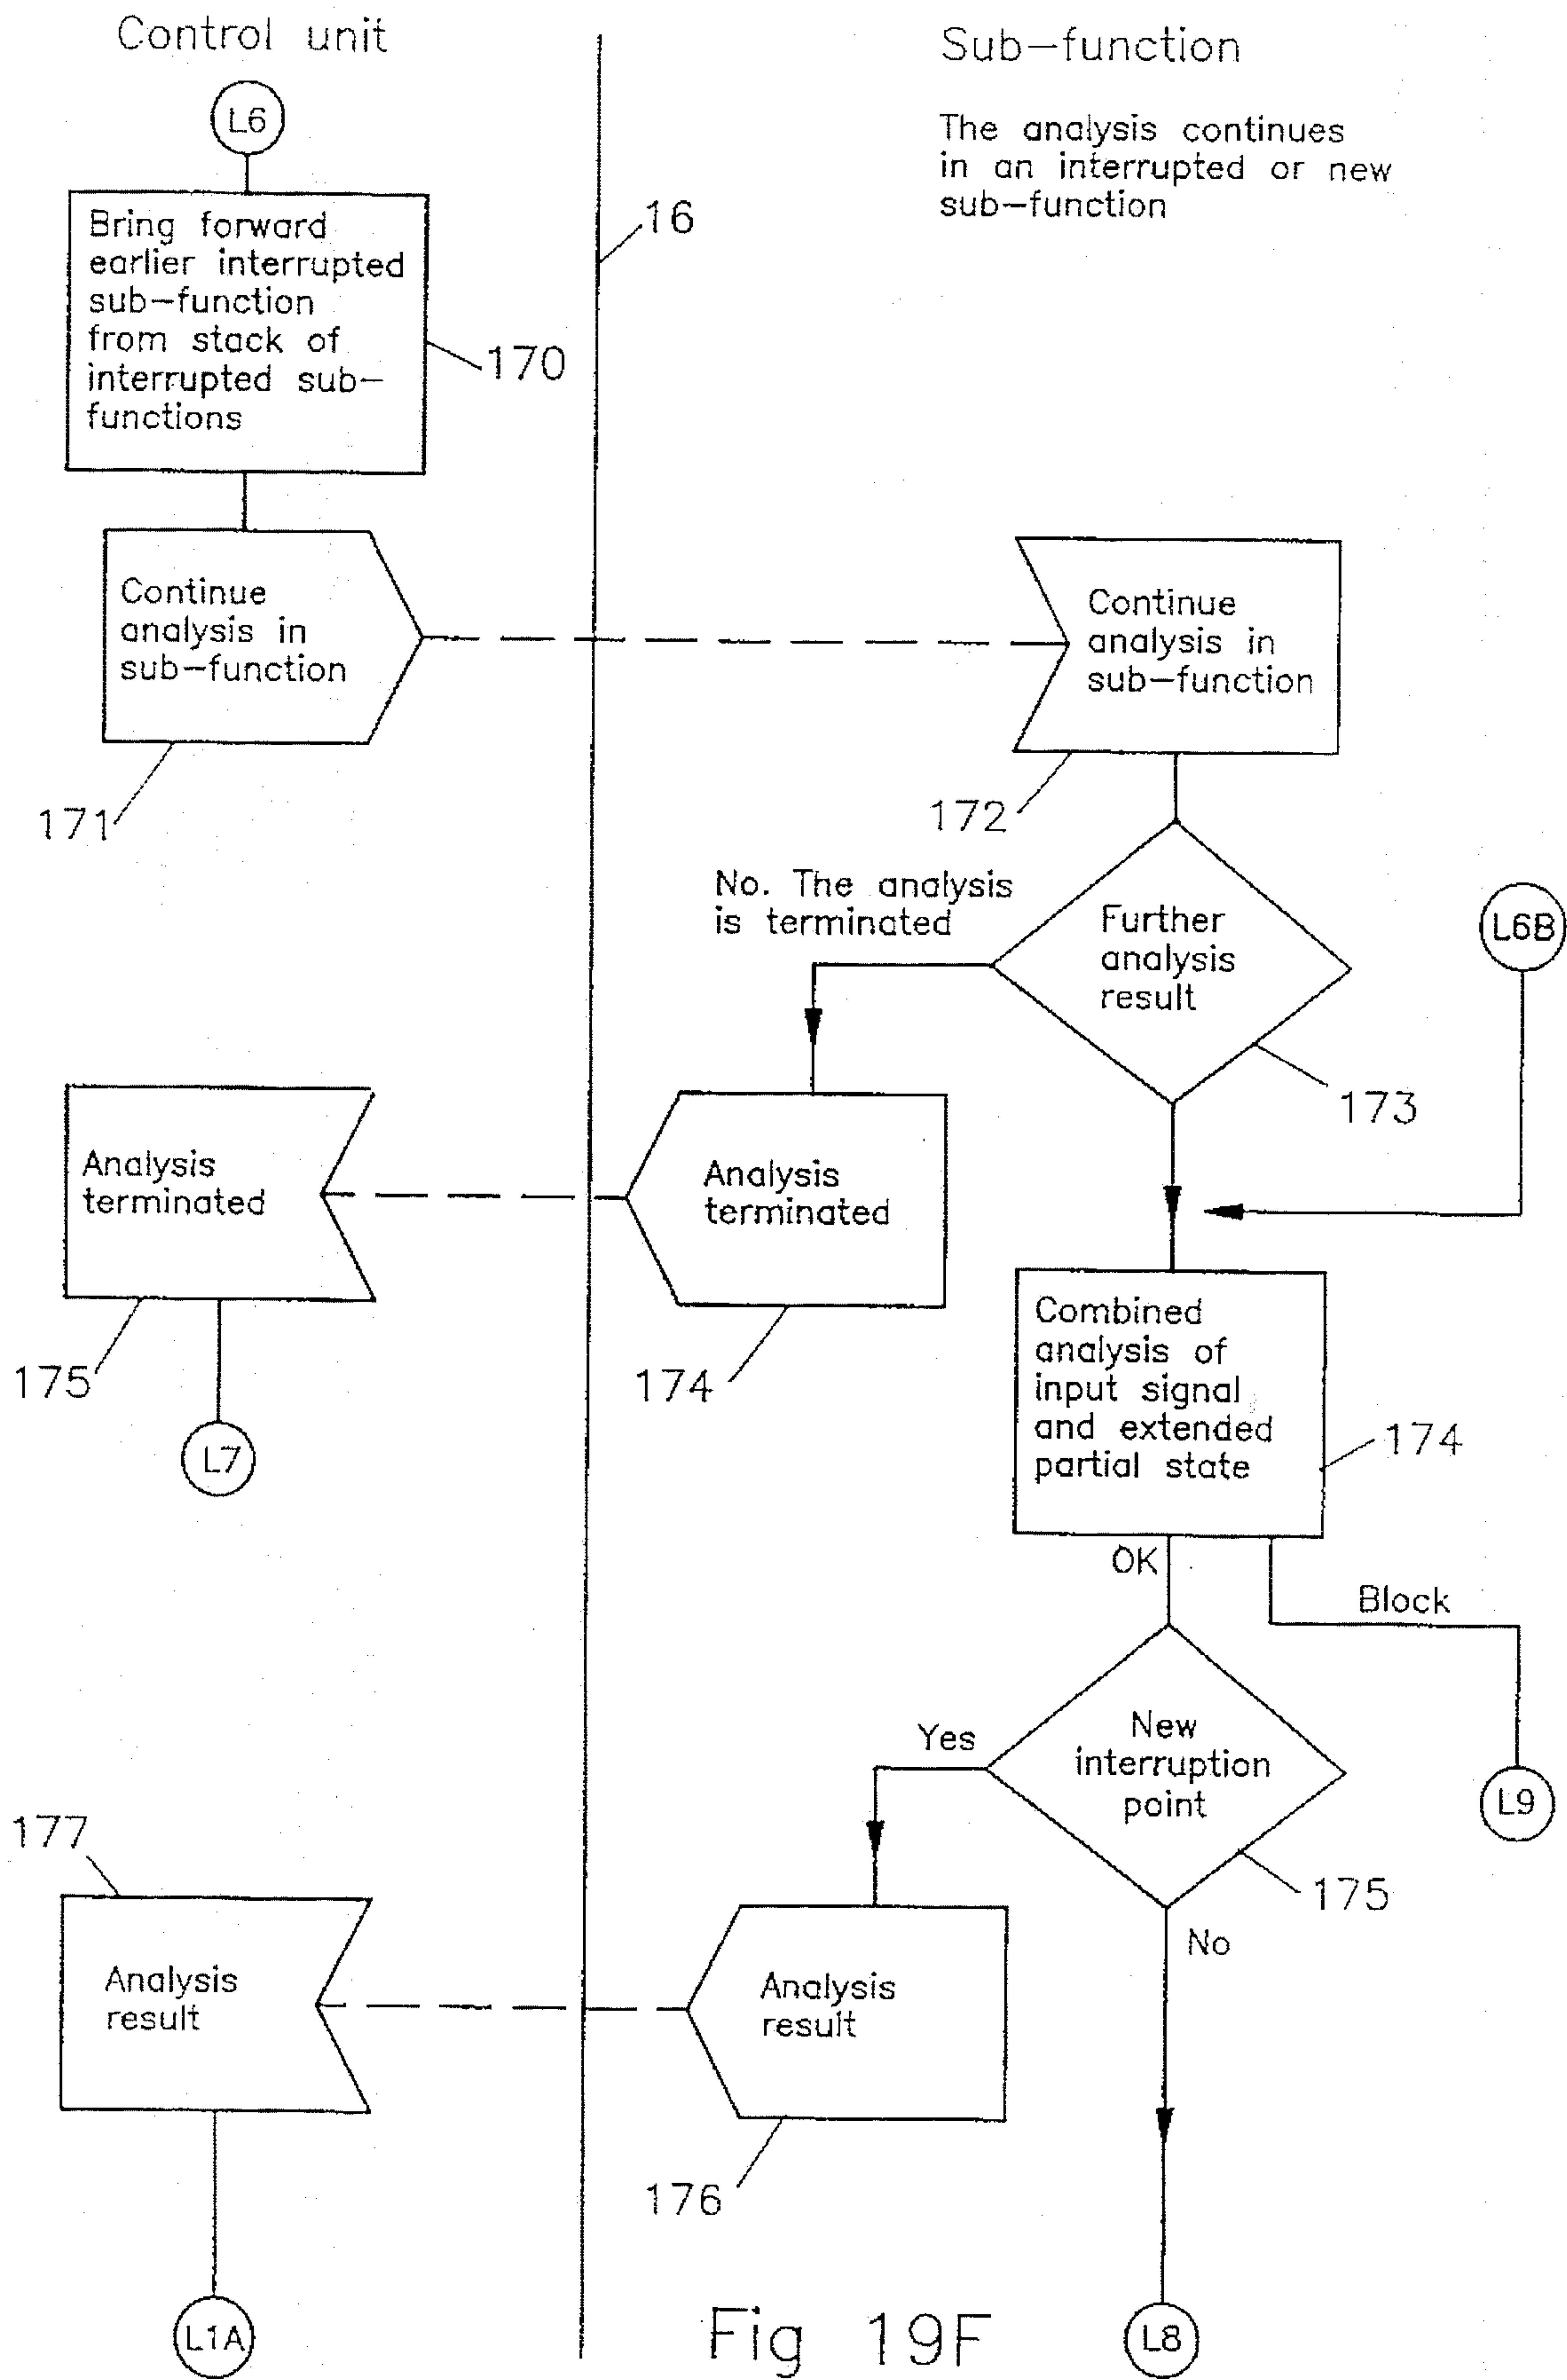 Control unit
Sub-function
L6
The analysis continues
in an interrupted or new
sub-function
16
Bring forward
earlier interrupted
sub-function
from stack of
interrupted sub-
functions
170
Continue
analysis in
sub-function
171
Continue
analysis in
sub-function
172
No. The analysis
is terminated
Further
analysis
result
L6B
173
Analysis
terminated
175
L7
Analysis
terminated
174
Combined
analysis of
input signal
and extended
partial state
174
OK
Block
L9
Yes
New
interruption
point
175
No
177
Analysis
result
Analysis
result
176
L1A
Fig 19F
L8